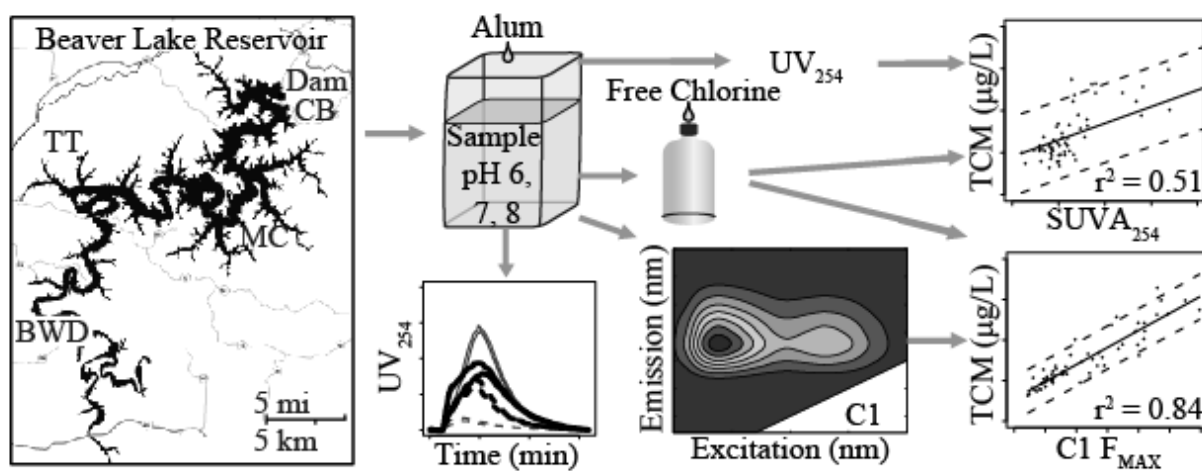 Beaver Lake Reservoir
Dam
CB
TT
MC
BWD
5 mi
5 km
Alum
Sample
pH 6,
7, 8
UV254
Free Chlorine
TCM (µg/L)
r² = 0.51
SUVA254
UV254
Time (min)
Emission (nm)
C1
Excitation (nm)
TCM (µg/L)
r² = 0.84
C1 FMAX